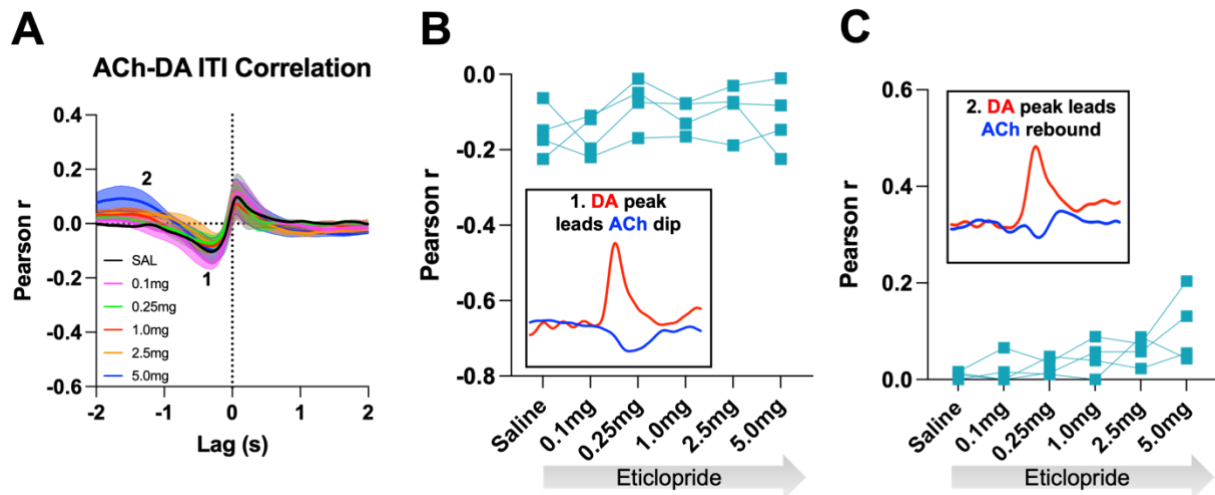 A
ACh-DA ITI Correlation
Pearson r
0.4
0.2
0.0
-0.2
-0.4
-0.6
2
1
SAL
0.1mg
0.25mg
1.0mg
2.5mg
5.0mg
-2
-1
0
1
2
Lag (s)
B
Pearson r
0.0
-0.2
-0.4
-0.6
-0.8
1. DA peak
leads ACh dip
Saline
0.1mg
0.25mg
1.0mg
2.5mg
5.0mg
Eticlopride
C
Pearson r
0.6
0.4
0.2
0.0
2. DA peak leads
ACh rebound
Saline
0.1mg
0.25mg
1.0mg
2.5mg
5.0mg
Eticlopride